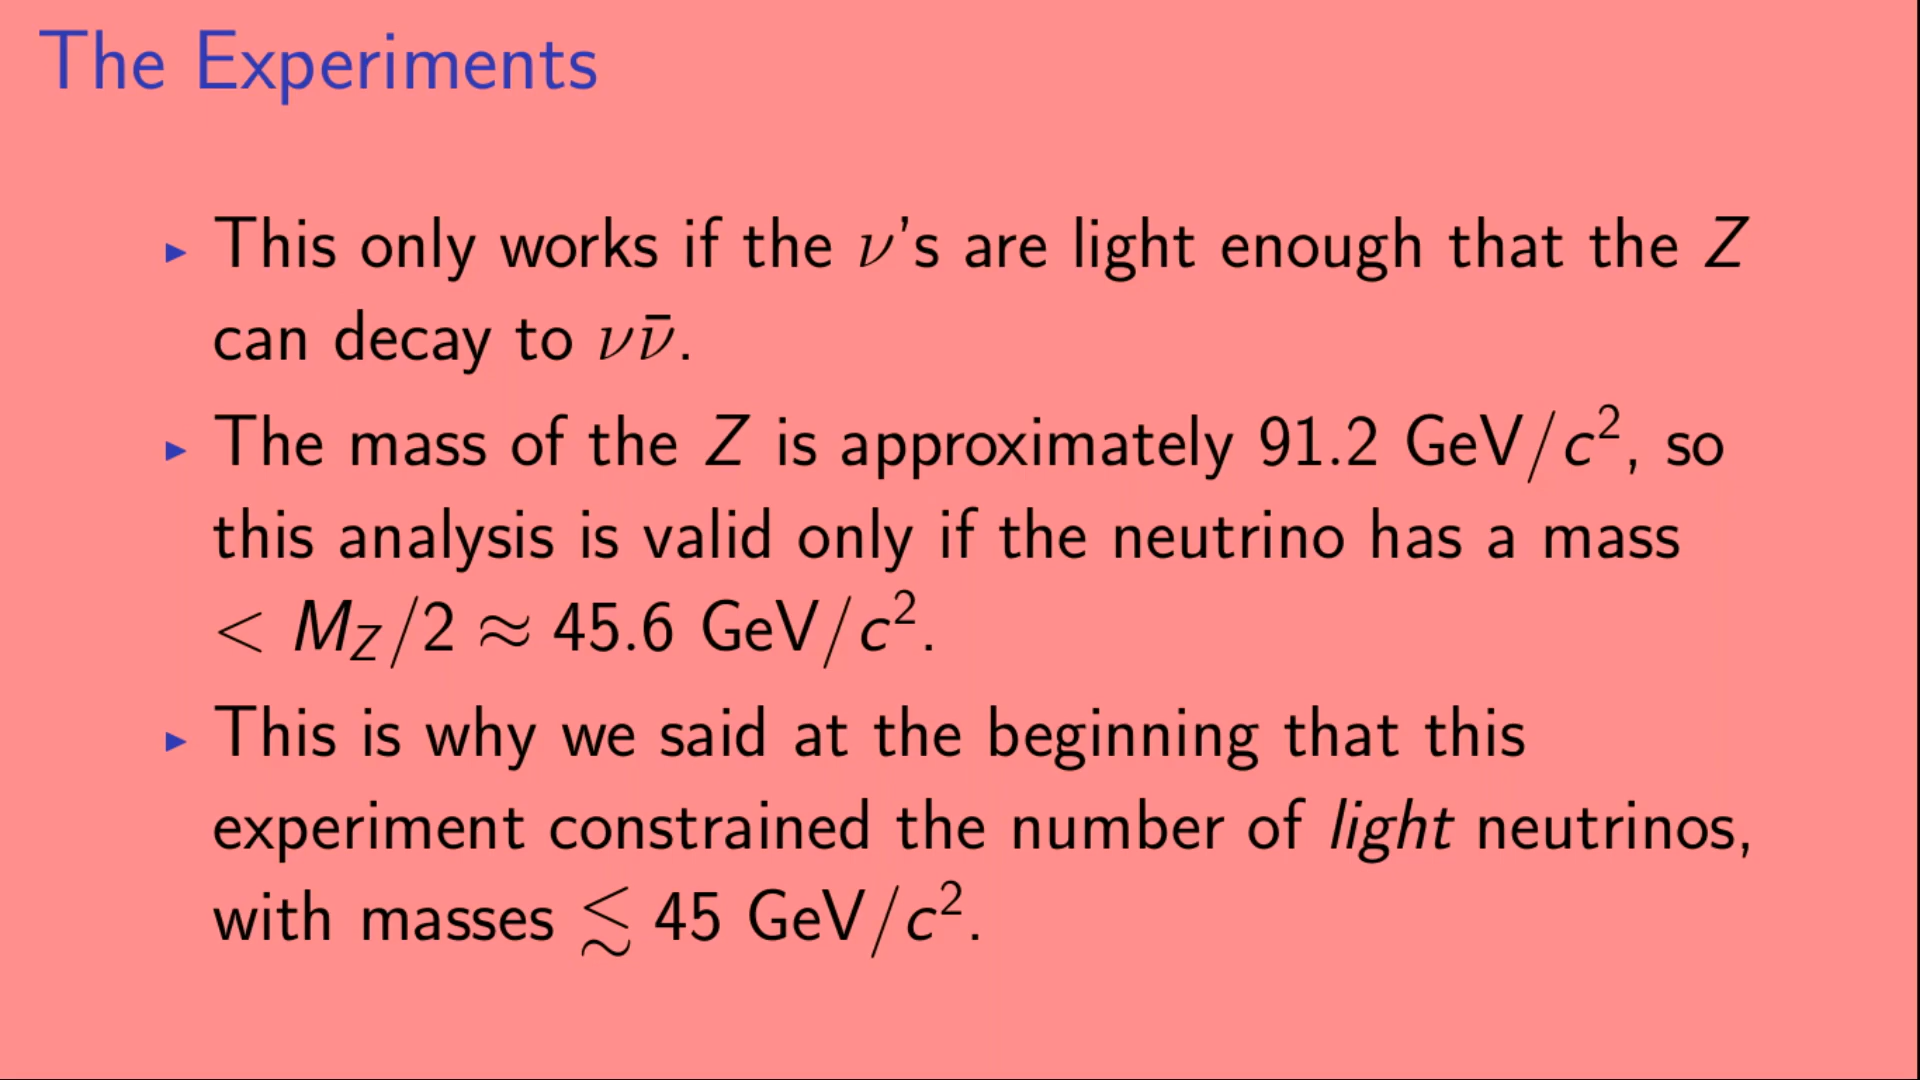 The Experiments
▸ This only works if the ν's are light enough that the Z
can decay to νν̄.
▸ The mass of the Z is approximately 91.2 GeV/c², so
this analysis is valid only if the neutrino has a mass
< M_Z/2 ≈ 45.6 GeV/c².
▸ This is why we said at the beginning that this
experiment constrained the number of light neutrinos,
with masses ≲ 45 GeV/c².